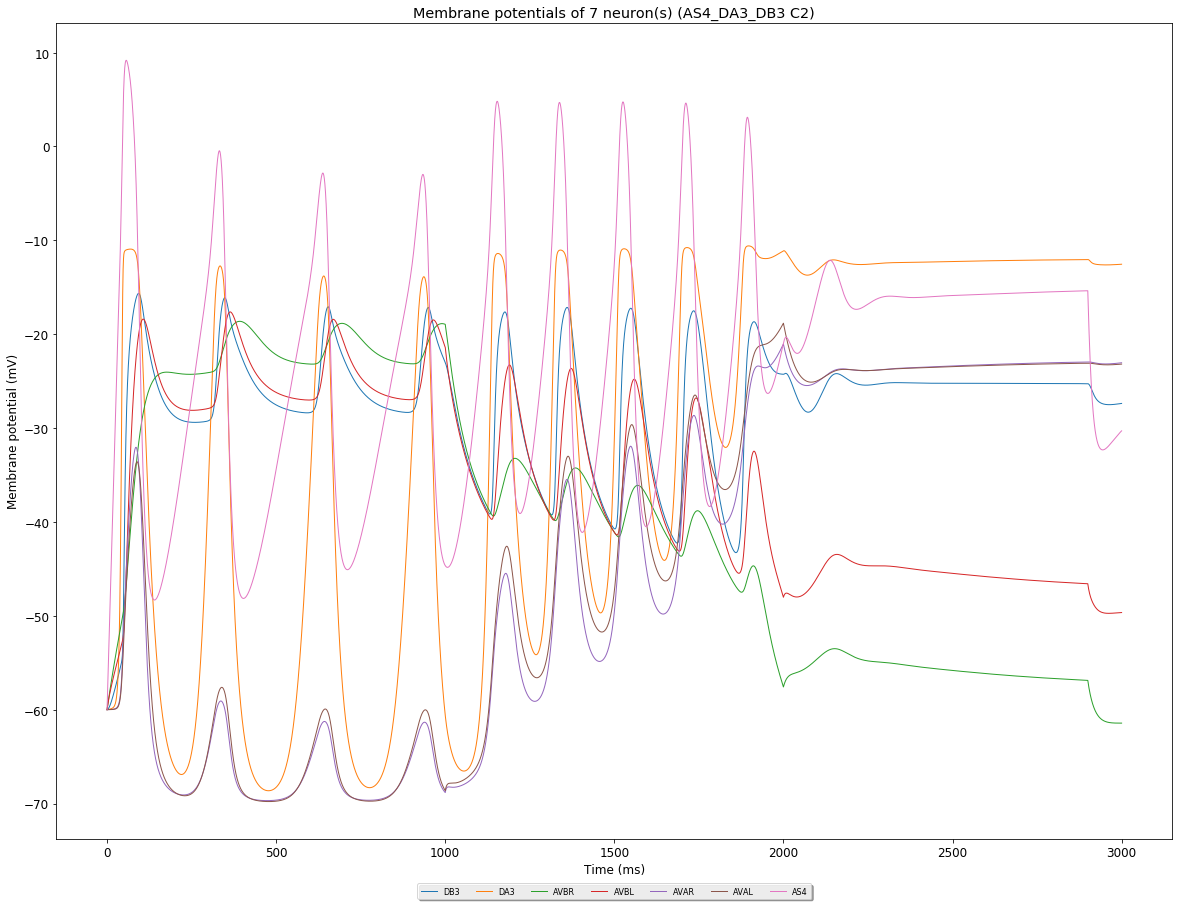 Membrane potentials of 7 neuron(s) (AS4_DA3_DB3 C2)
10
0
−10
−20
−30
−40
−50
−60
−70
Membrane potential (mV)
0 500 1000 1500 2000 2500 3000
Time (ms)
DB3 DA3 AVBR AVBL AVAR AVAL AS4